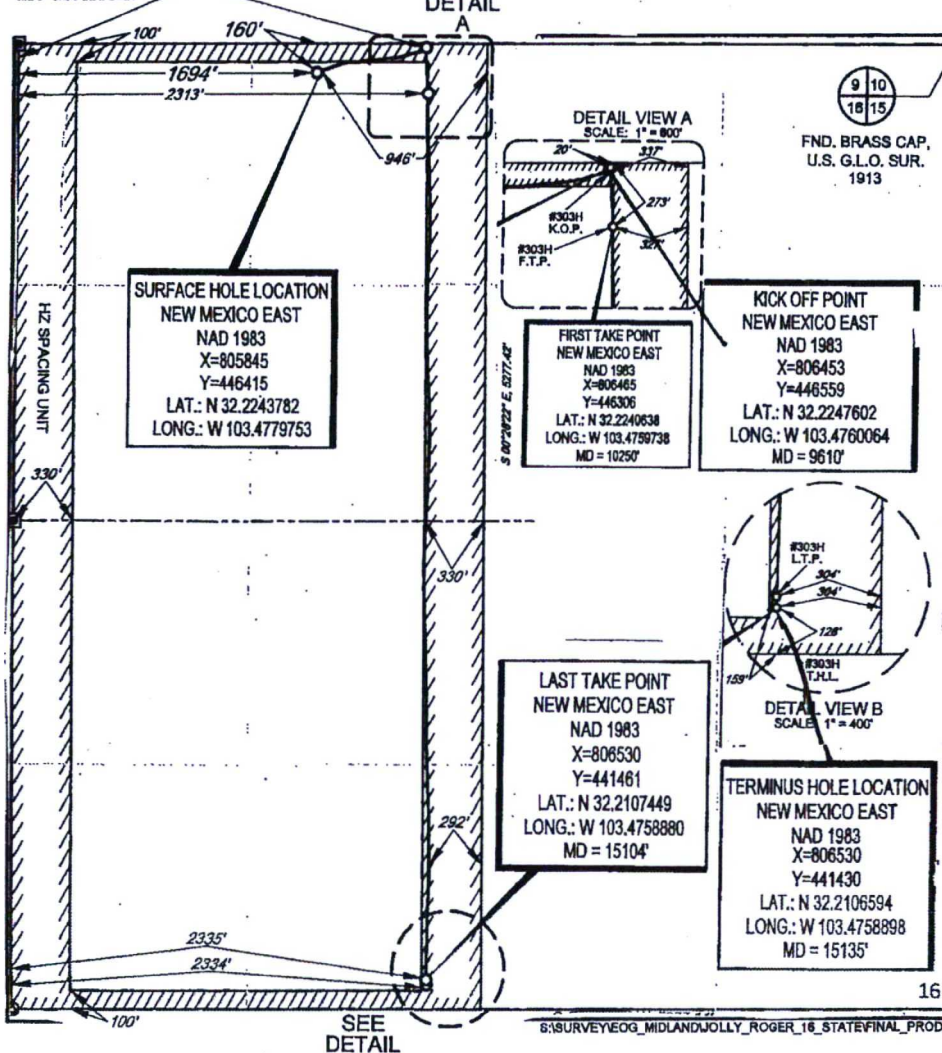 DETAIL
A
100'
160'
1694'
2313'
946'
DETAIL VIEW A
SCALE: 1" = 800'
20'
337'
273'
#303H
K.O.P.
327'
#303H
F.T.P.
9 10
16 15
FND. BRASS CAP,
U.S. G.L.O. SUR.
1913
SURFACE HOLE LOCATION
NEW MEXICO EAST
NAD 1983
X=805845
Y=446415
LAT.: N 32.2243782
LONG.: W 103.4779753
HZ SPACING UNIT
FIRST TAKE POINT
NEW MEXICO EAST
NAD 1983
X=806465
Y=446306
LAT.: N 32.2240638
LONG.: W 103.4759738
MD = 10250'
KICK OFF POINT
NEW MEXICO EAST
NAD 1983
X=806453
Y=446559
LAT.: N 32.2247602
LONG.: W 103.4760064
MD = 9610'
E, 5277.42'
330'
330'
#303H
L.T.P.
304'
304'
128'
159'
#303H
T.H.L.
DETAIL VIEW B
SCALE: 1" = 400'
LAST TAKE POINT
NEW MEXICO EAST
NAD 1983
X=806530
Y=441461
LAT.: N 32.2107449
LONG.: W 103.4758880
MD = 15104'
TERMINUS HOLE LOCATION
NEW MEXICO EAST
NAD 1983
X=806530
Y=441430
LAT.: N 32.2106594
LONG.: W 103.4758898
MD = 15135'
292'
2335'
2334'
100'
SEE
DETAIL
16
S:\SURVEY\EOG_MIDLAND\JOLLY_ROGER_16_STATE\FINAL_PROD